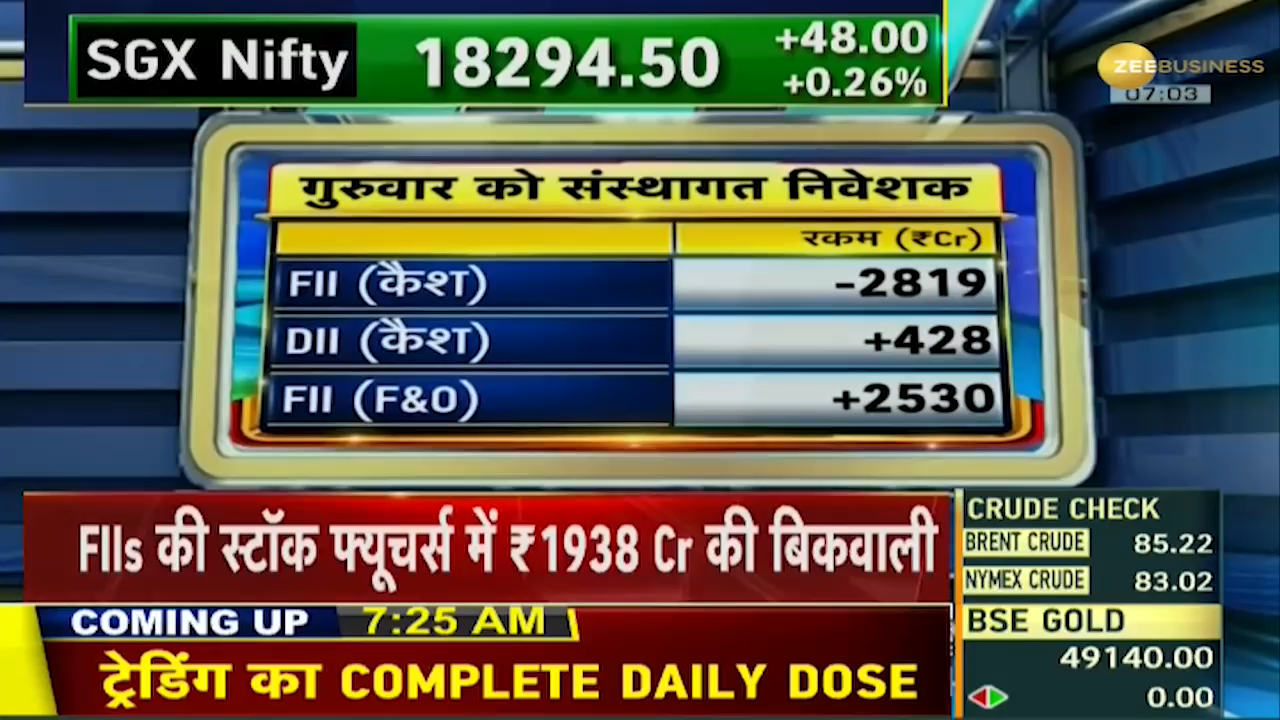 SGX Nifty 18294.50 +48.00
+0.26%
ZEEBUSINESS
07:03
गुरुवार को संस्थागत निवेशक
रकम (₹Cr)
FII (कैश) -2819
DII (कैश) +428
FII (F&O) +2530
FIIs की स्टॉक फ्यूचर्स में ₹1938 Cr की बिकवाली
COMING UP 7:25 AM
ट्रेडिंग का COMPLETE DAILY DOSE
CRUDE CHECK
BRENT CRUDE 85.22
NYMEX CRUDE 83.02
BSE GOLD
49140.00
0.00